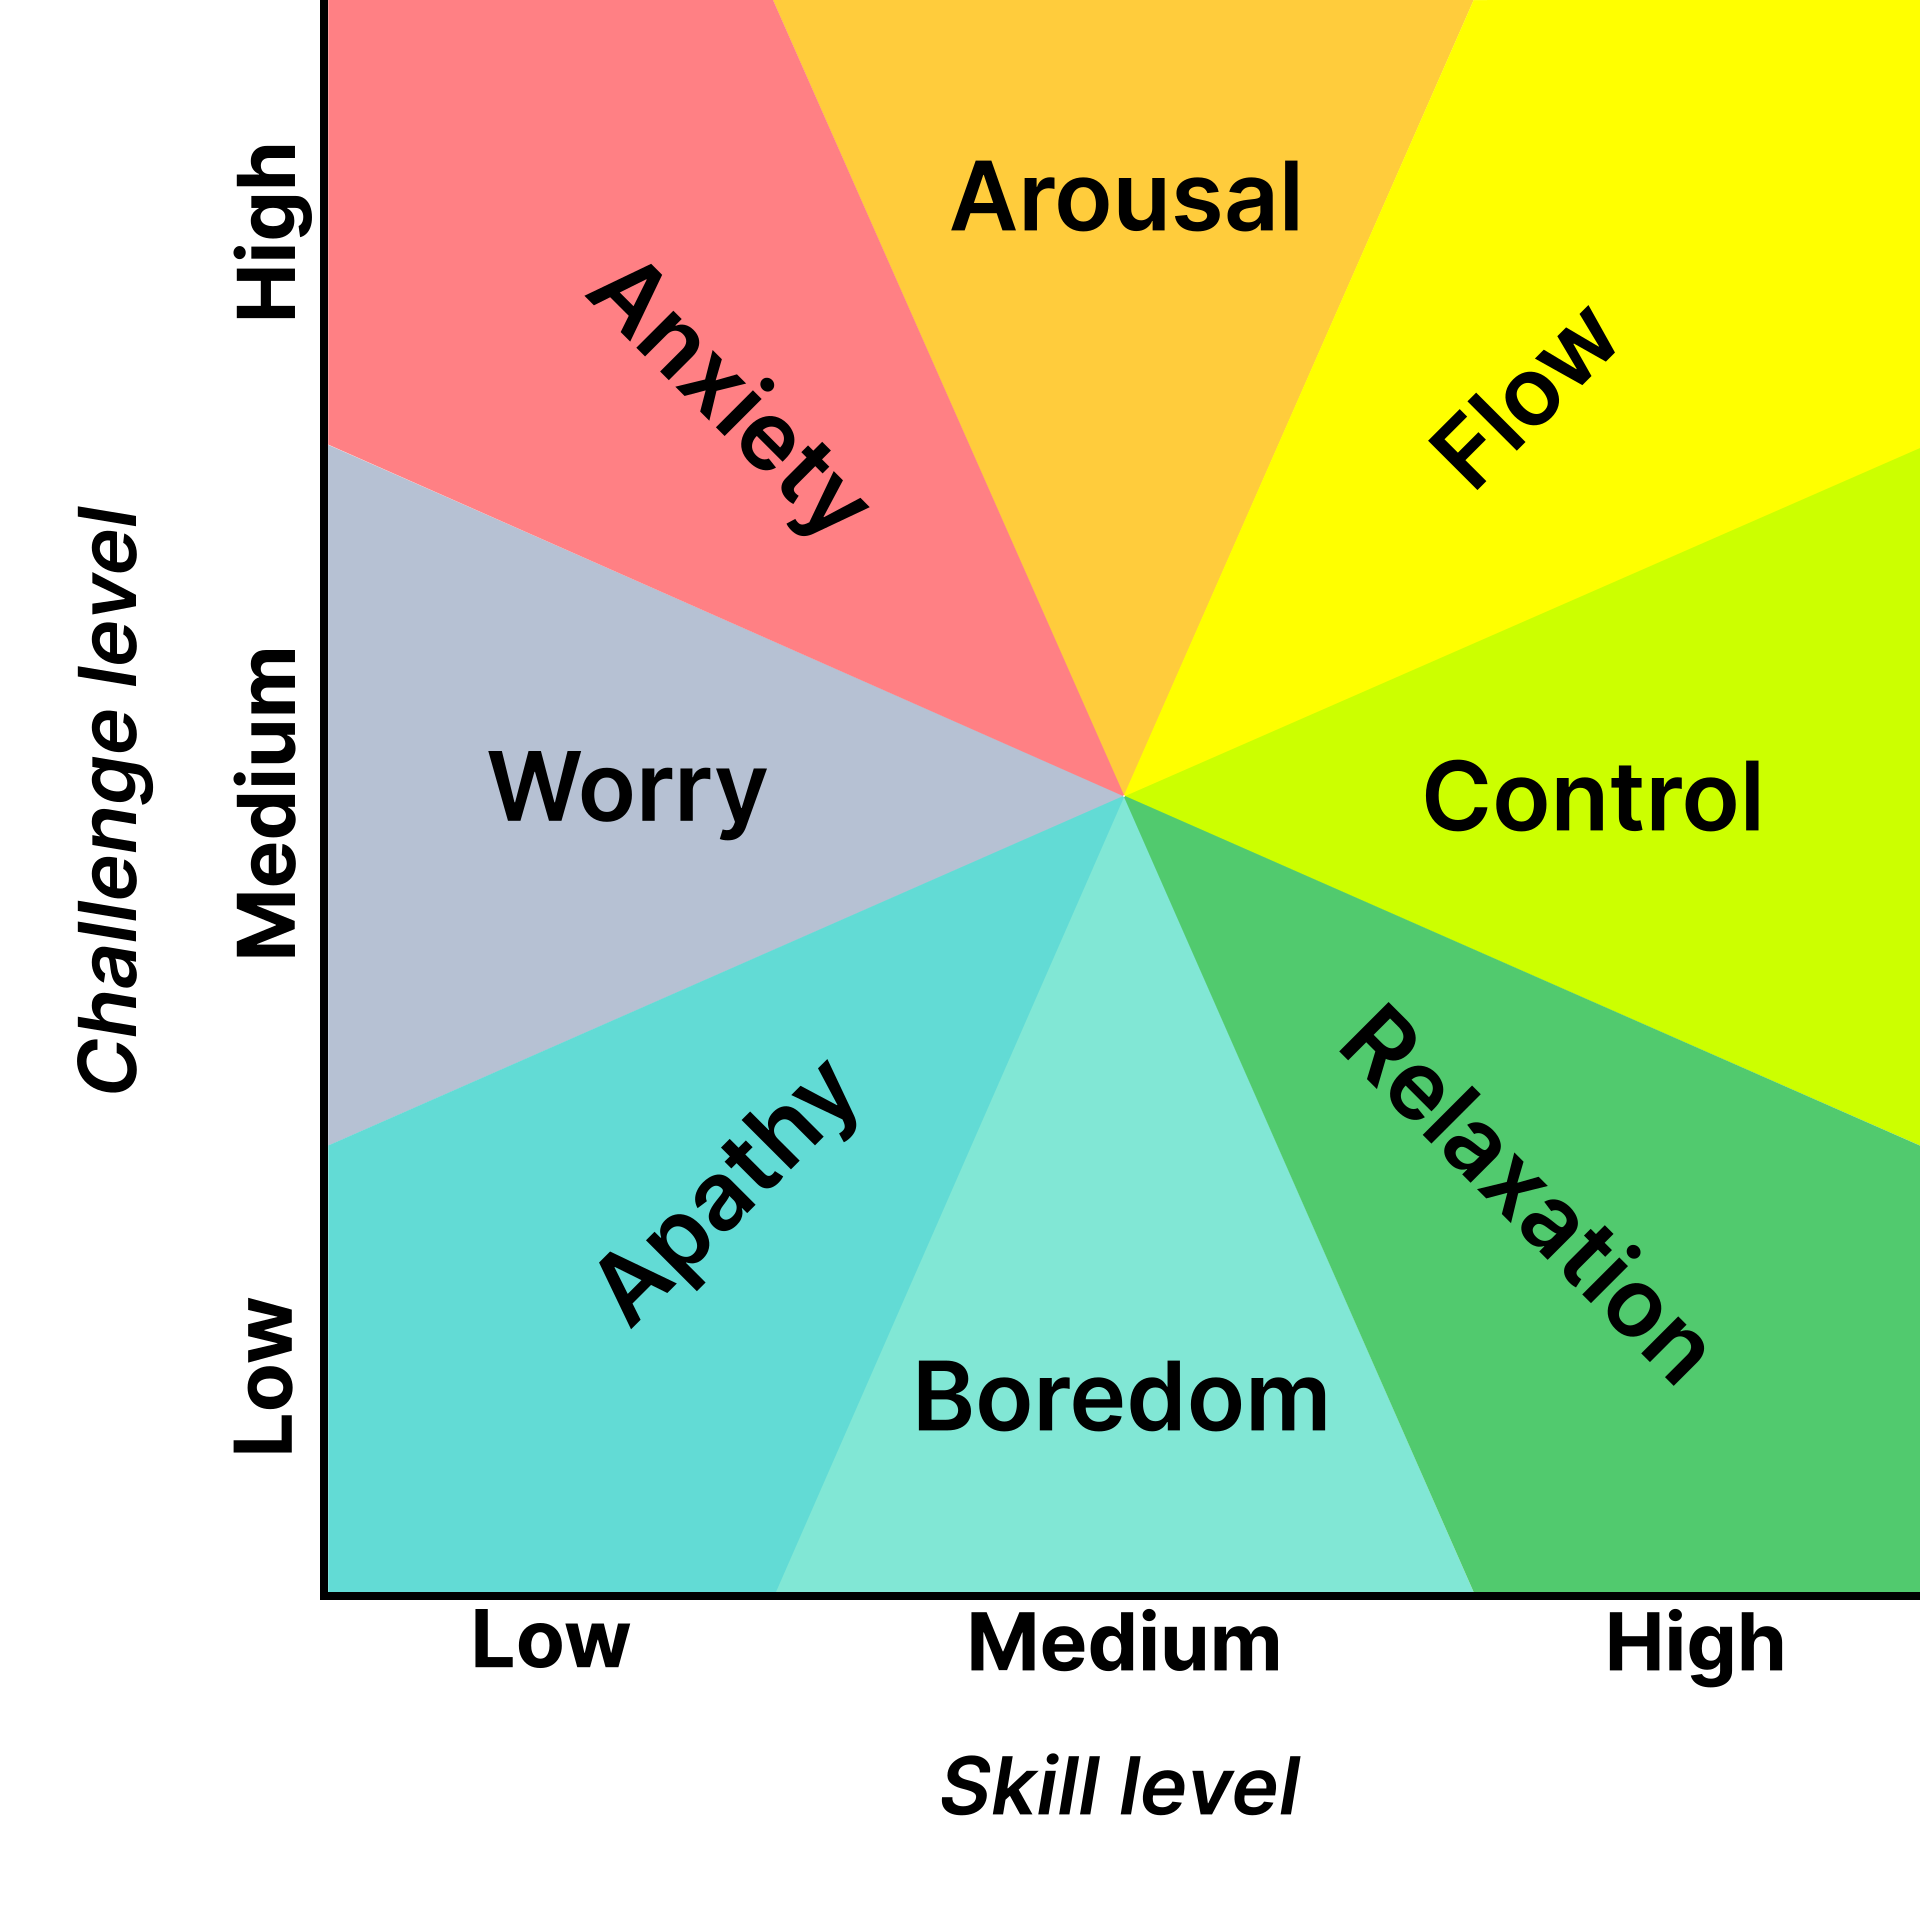 Challenge level
High
Medium
Low
Arousal
Anxiety
Flow
Worry
Control
Apathy
Relaxation
Boredom
Low
Medium
High
Skill level